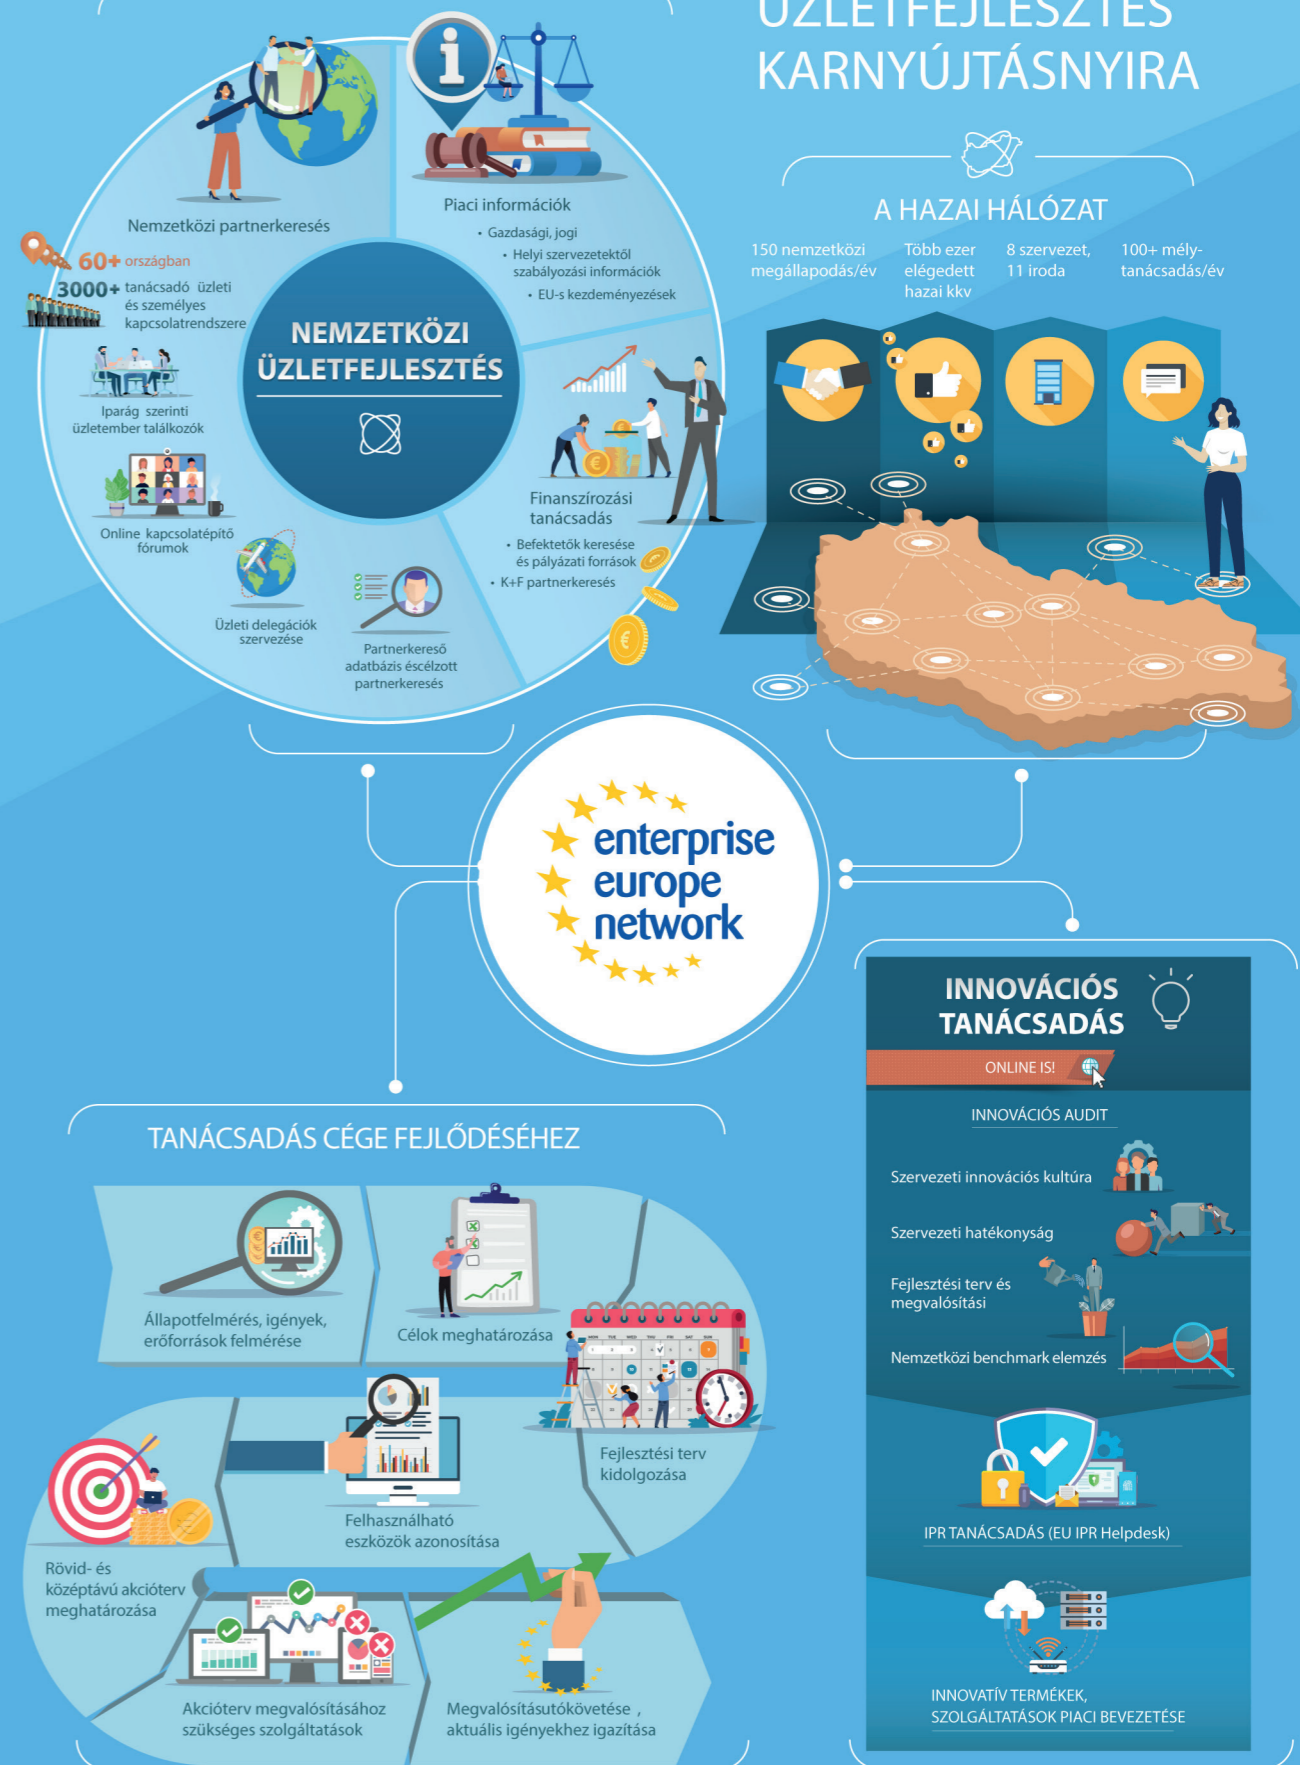 ÜZLETFEJLESZTÉS
KARNYÚJTÁSNYIRA
Nemzetközi partnerkeresés
60+ országban
3000+ tanácsadó üzleti
és személyes
kapcsolatrendszere
Iparág szerinti
üzletember találkozók
Online kapcsolatépítő
fórumok
Üzleti delegációk
szervezése
Partnerkereső
adatbázis éscélzott
partnerkeresés
Piaci információk
• Gazdasági, jogi
• Helyi szervezetektől
szabályozási információk
• EU-s kezdeményezések
NEMZETKÖZI
ÜZLETFEJLESZTÉS
Finanszírozási
tanácsadás
• Befektetők keresése
és pályázati források
• K+F partnerkeresés
A HAZAI HÁLÓZAT
150 nemzetközi
megállapodás/év
Több ezer
elégedett
hazai kkv
8 szervezet,
11 iroda
100+ mély-
tanácsadás/év
enterprise
europe
network
TANÁCSADÁS CÉGE FEJLŐDÉSÉHEZ
Állapotfelmérés, igények,
erőforrások felmérése
Célok meghatározása
Fejlesztési terv
kidolgozása
Felhasználható
eszközök azonosítása
Rövid- és
középtávú akcióterv
meghatározása
Akcióterv megvalósításához
szükséges szolgáltatások
Megvalósításutókövetése ,
aktuális igényekhez igazítása
INNOVÁCIÓS
TANÁCSADÁS
ONLINE IS!
INNOVÁCIÓS AUDIT
Szervezeti innovációs kultúra
Szervezeti hatékonyság
Fejlesztési terv és
megvalósítási
Nemzetközi benchmark elemzés
IPR TANÁCSADÁS (EU IPR Helpdesk)
INNOVATÍV TERMÉKEK,
SZOLGÁLTATÁSOK PIACI BEVEZETÉSE